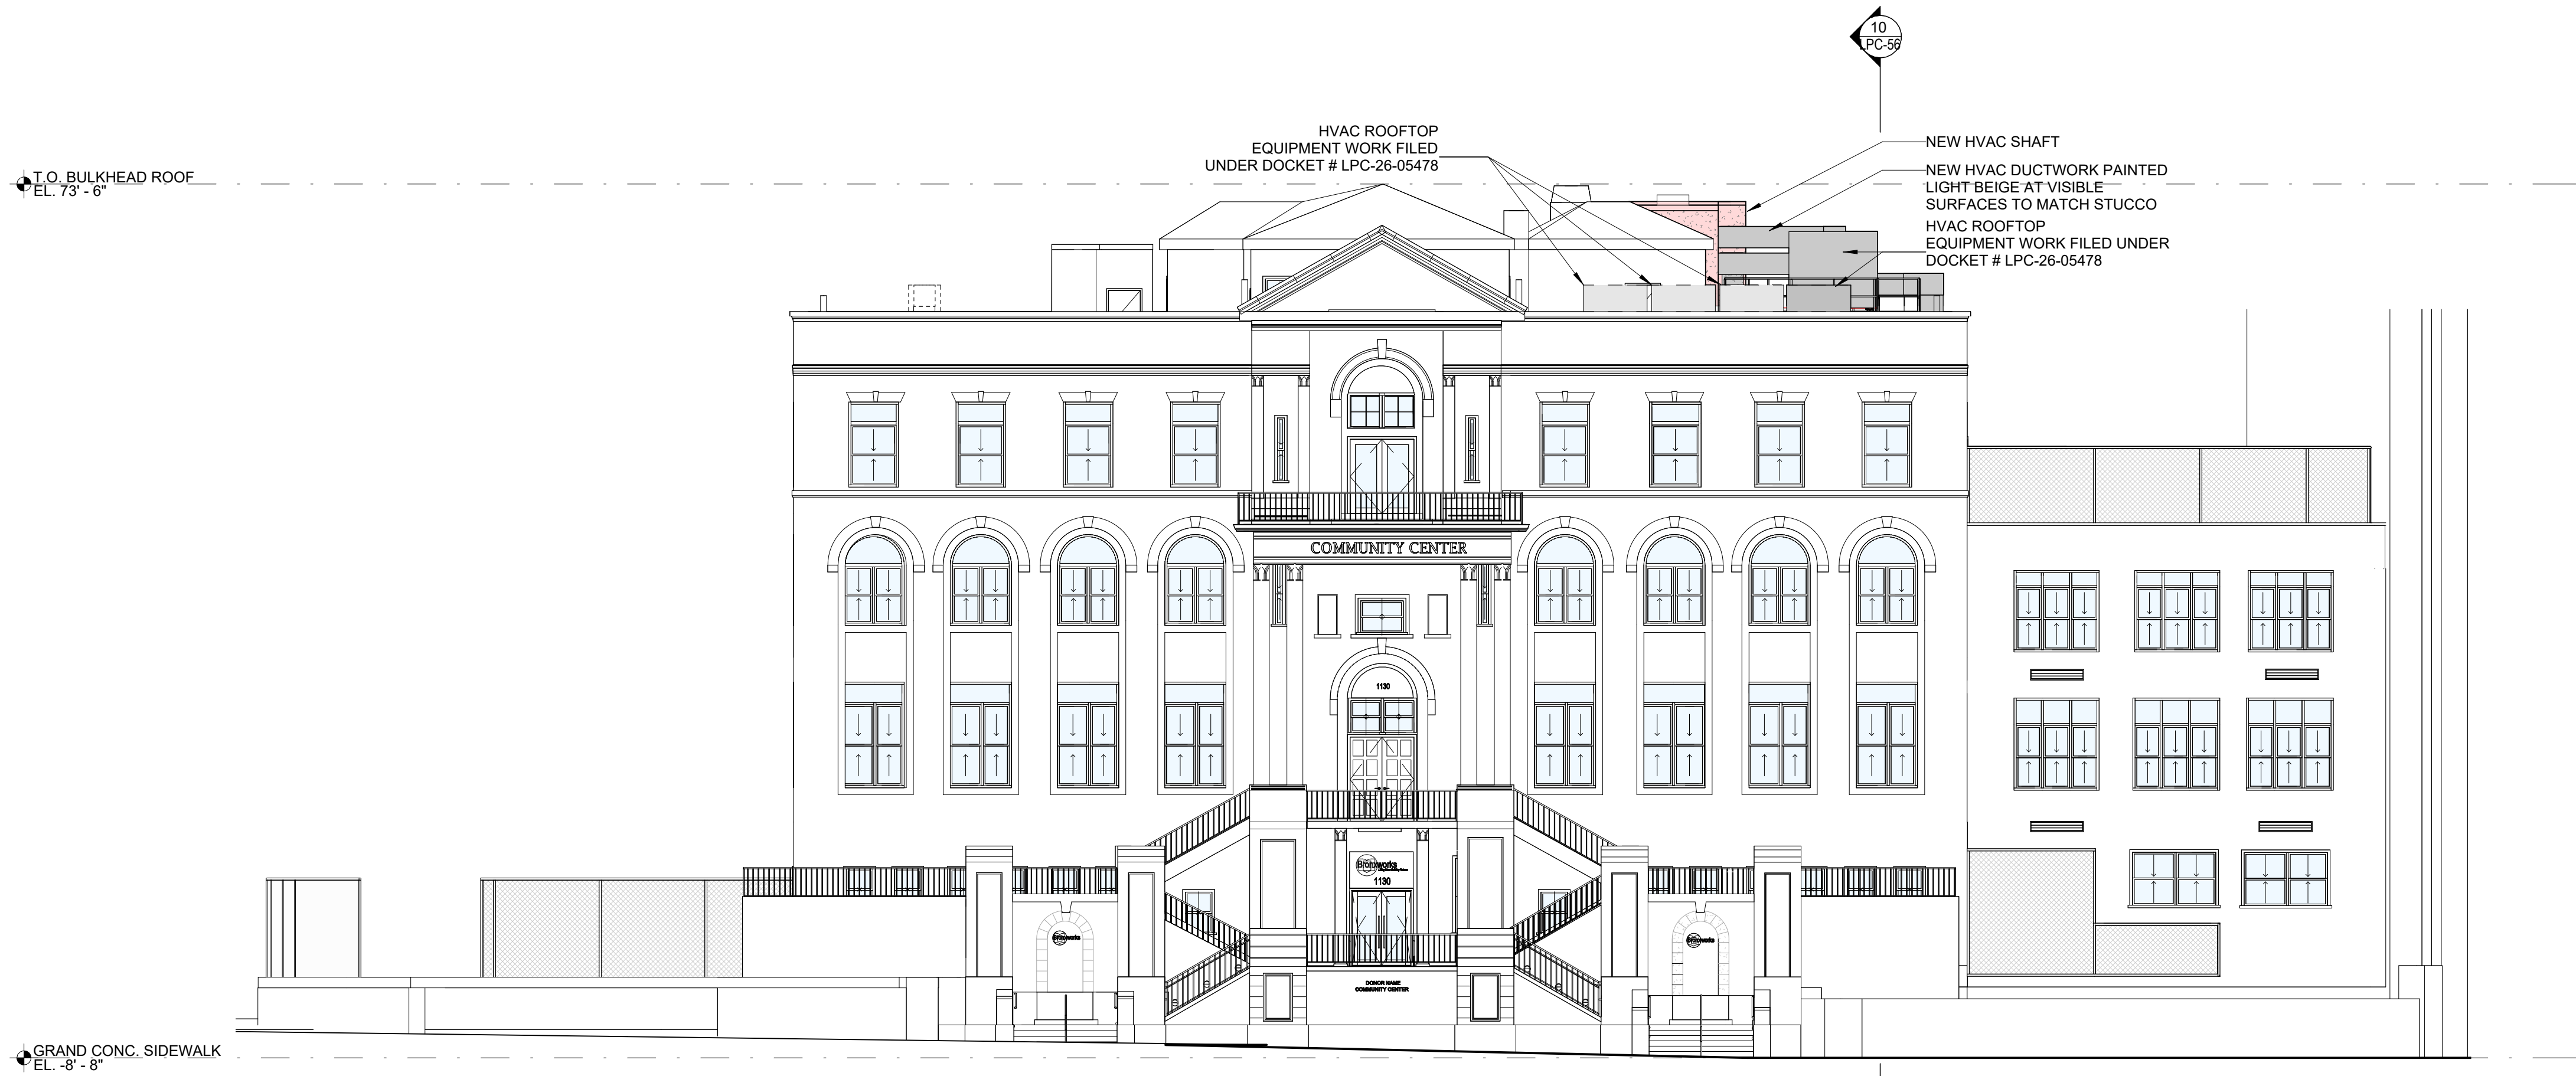 10
LPC-56
HVAC ROOFTOP
EQUIPMENT WORK FILED
UNDER DOCKET # LPC-26-05478
NEW HVAC SHAFT
NEW HVAC DUCTWORK PAINTED
LIGHT BEIGE AT VISIBLE
SURFACES TO MATCH STUCCO
HVAC ROOFTOP
EQUIPMENT WORK FILED UNDER
DOCKET # LPC-26-05478
T.O. BULKHEAD ROOF
EL. 73' - 6"
COMMUNITY CENTER
1130
Bronxworks
1130
Bronxworks
Bronxworks
DONOR NAME
COMMUNITY CENTER
GRAND CONC. SIDEWALK
EL. -8' - 8"